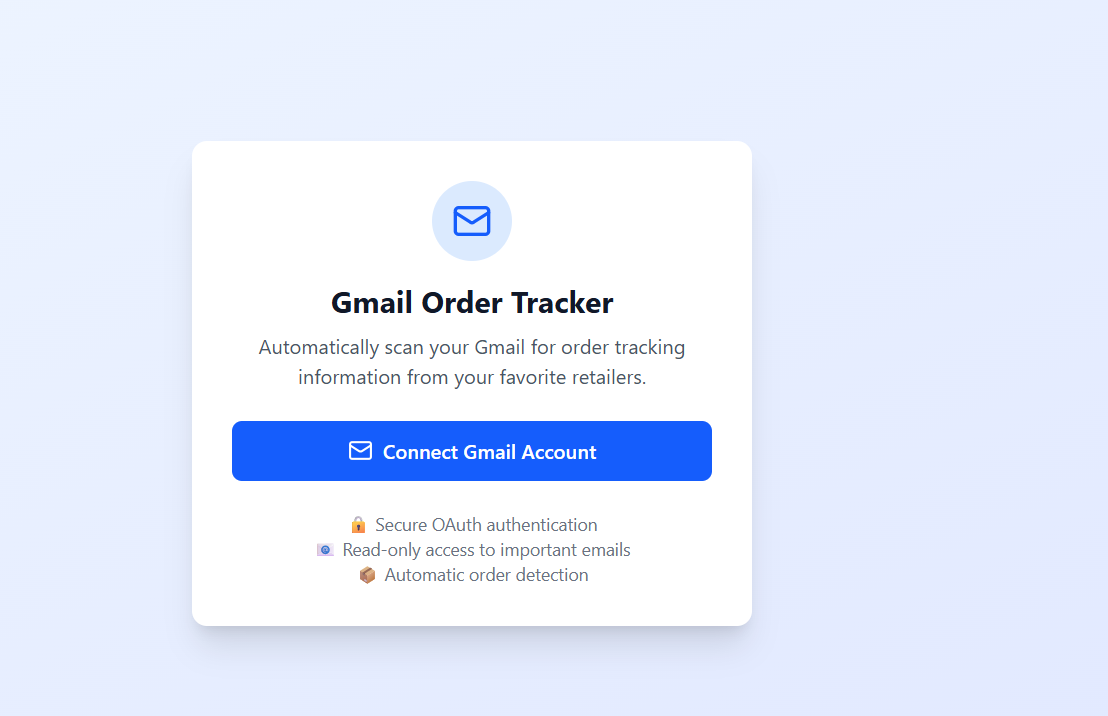 Gmail Order Tracker
Automatically scan your Gmail for order tracking
information from your favorite retailers.
Connect Gmail Account
🔒 Secure OAuth authentication
📧 Read-only access to important emails
📦 Automatic order detection